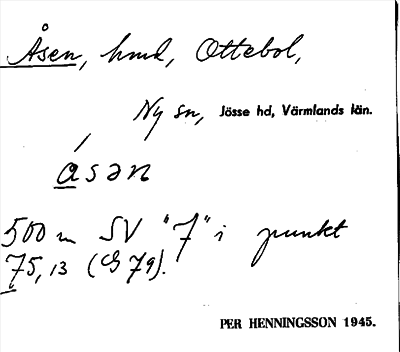 Åsen, hmd, Ottebol,
Ny sn, Jösse hd, Värmlands län.
åsən
500 m SV "7" i punkt
75,13 (G 79).
PER HENNINGSSON 1945.